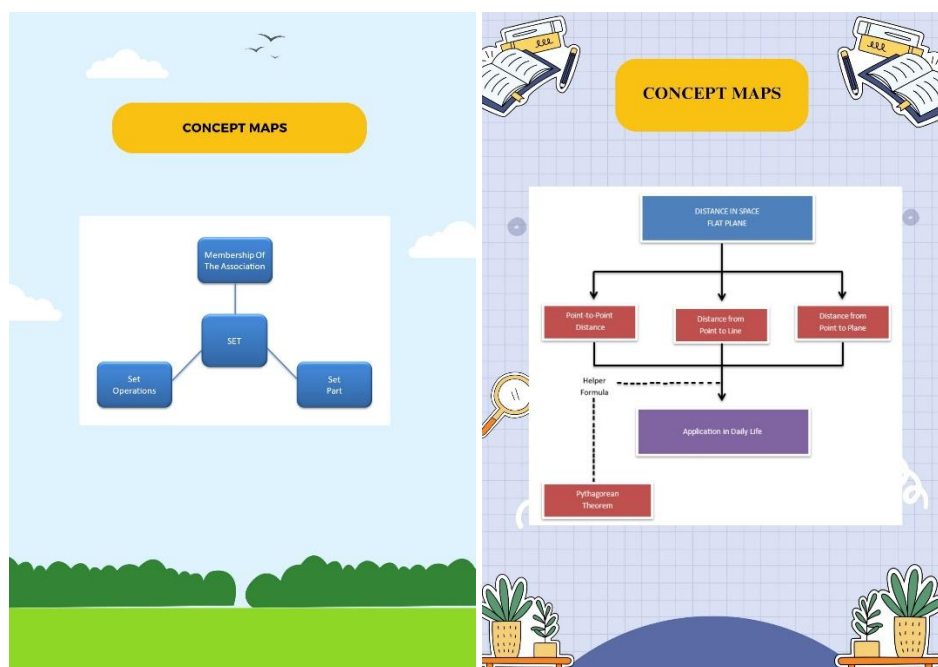 CONCEPT MAPS
Membership Of
The Association
SET
Set
Operations
Set
Part
CONCEPT MAPS
DISTANCE IN SPACE
FLAT PLANE
Point-to-Point
Distance
Distance from
Point to Line
Distance from
Point to Plane
Helper
Formula
Application in Daily Life
Pythagorean
Theorem